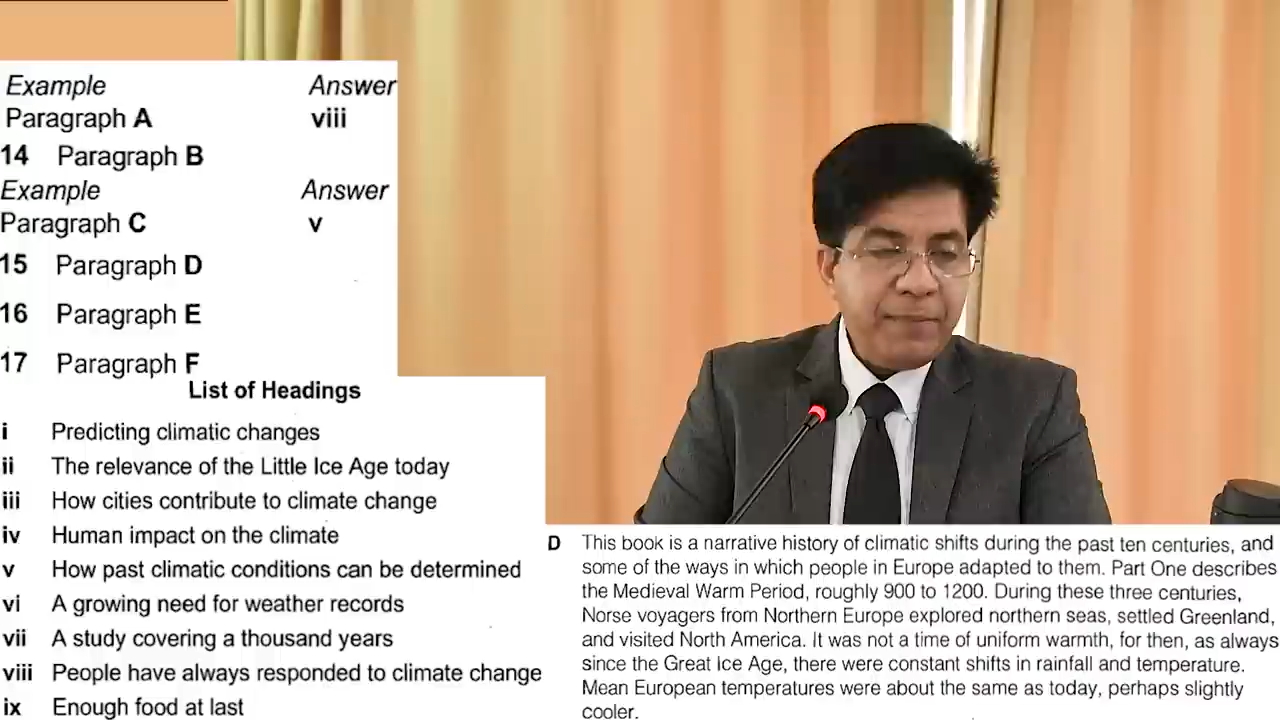 Example Answer
Paragraph A viii
14 Paragraph B
Example Answer
Paragraph C v
15 Paragraph D
16 Paragraph E
17 Paragraph F
List of Headings
i Predicting climatic changes
ii The relevance of the Little Ice Age today
iii How cities contribute to climate change
iv Human impact on the climate
v How past climatic conditions can be determined
vi A growing need for weather records
vii A study covering a thousand years
viii People have always responded to climate change
ix Enough food at last
D This book is a narrative history of climatic shifts during the past ten centuries, and
some of the ways in which people in Europe adapted to them. Part One describes
the Medieval Warm Period, roughly 900 to 1200. During these three centuries,
Norse voyagers from Northern Europe explored northern seas, settled Greenland,
and visited North America. It was not a time of uniform warmth, for then, as always
since the Great Ice Age, there were constant shifts in rainfall and temperature.
Mean European temperatures were about the same as today, perhaps slightly
cooler.